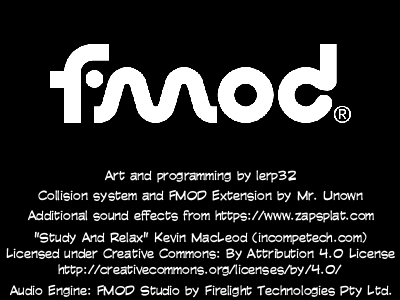 fmod®
Art and programming by lerp32
Collision system and FMOD Extension by Mr. Unown
Additional sound effects from https://www.zapsplat.com
"Study And Relax" Kevin MacLeod (incompetech.com)
Licensed under Creative Commons: By Attribution 4.0 License
http://creativecommons.org/licenses/by/4.0/
Audio Engine: FMOD Studio by Firelight Technologies Pty Ltd.